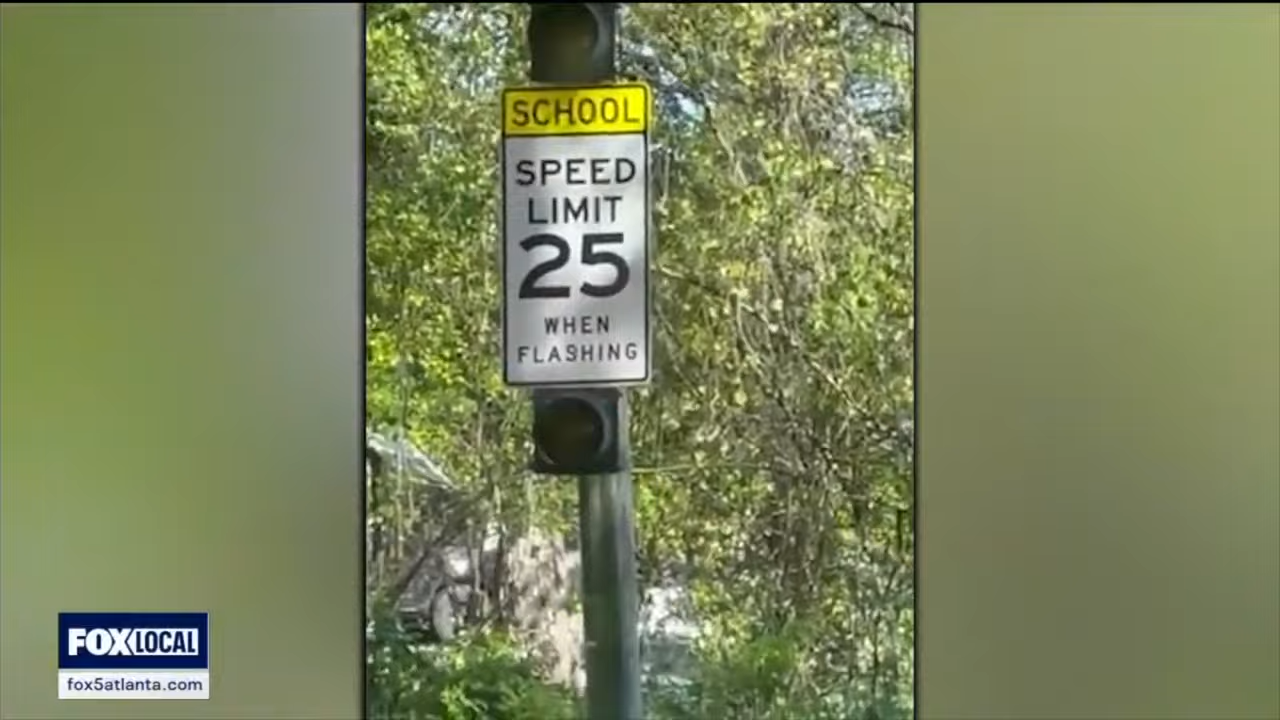 SCHOOL
SPEED
LIMIT
25
WHEN
FLASHING
FOX LOCAL
fox5atlanta.com